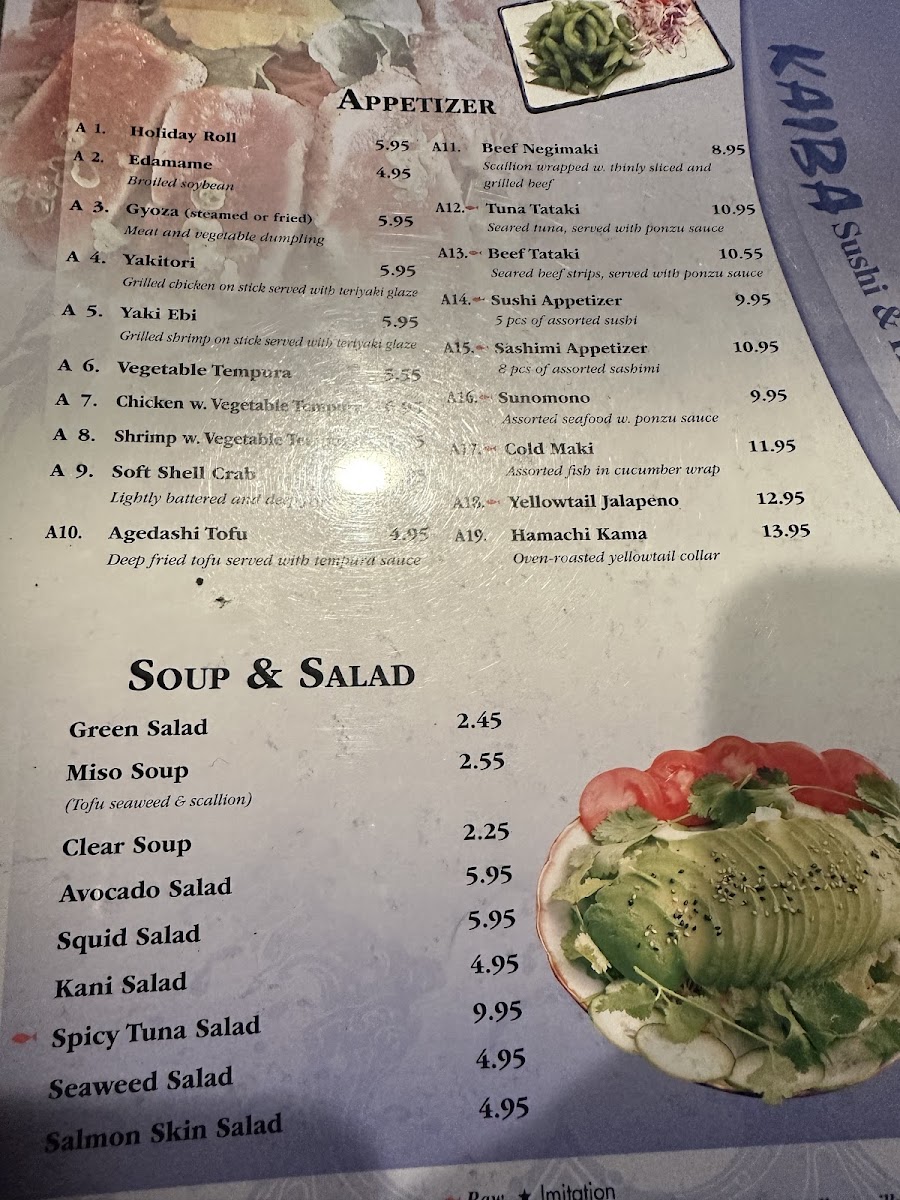 KAIBA Sushi &
APPETIZER
A 1. Holiday Roll 5.95
A 2. Edamame 4.95
Broiled soybean
A 3. Gyoza (steamed or fried) 5.95
Meat and vegetable dumpling
A 4. Yakitori 5.95
Grilled chicken on stick served with teriyaki glaze
A 5. Yaki Ebi 5.95
Grilled shrimp on stick served with teriyaki glaze
A 6. Vegetable Tempura 5.55
A 7. Chicken w. Vegetable Tempura 6.95
A 8. Shrimp w. Vegetable
A 9. Soft Shell Crab
Lightly battered and
A10. Agedashi Tofu 4.95
Deep fried tofu served with tempura sauce
A11. Beef Negimaki 8.95
Scallion wrapped w. thinly sliced and
grilled beef
A12. Tuna Tataki 10.95
Seared tuna, served with ponzu sauce
A13. Beef Tataki 10.55
Seared beef strips, served with ponzu sauce
A14. Sushi Appetizer 9.95
5 pcs of assorted sushi
A15. Sashimi Appetizer 10.95
8 pcs of assorted sashimi
A16. Sunomono 9.95
Assorted seafood w. ponzu sauce
A17. Cold Maki 11.95
Assorted fish in cucumber wrap
A18. Yellowtail Jalapeno 12.95
A19. Hamachi Kama 13.95
Oven-roasted yellowtail collar
SOUP & SALAD
Green Salad 2.45
Miso Soup 2.55
(Tofu seaweed & scallion)
Clear Soup 2.25
Avocado Salad 5.95
Squid Salad 5.95
Kani Salad 4.95
Spicy Tuna Salad 9.95
Seaweed Salad 4.95
Salmon Skin Salad 4.95
Raw ★ Imitation